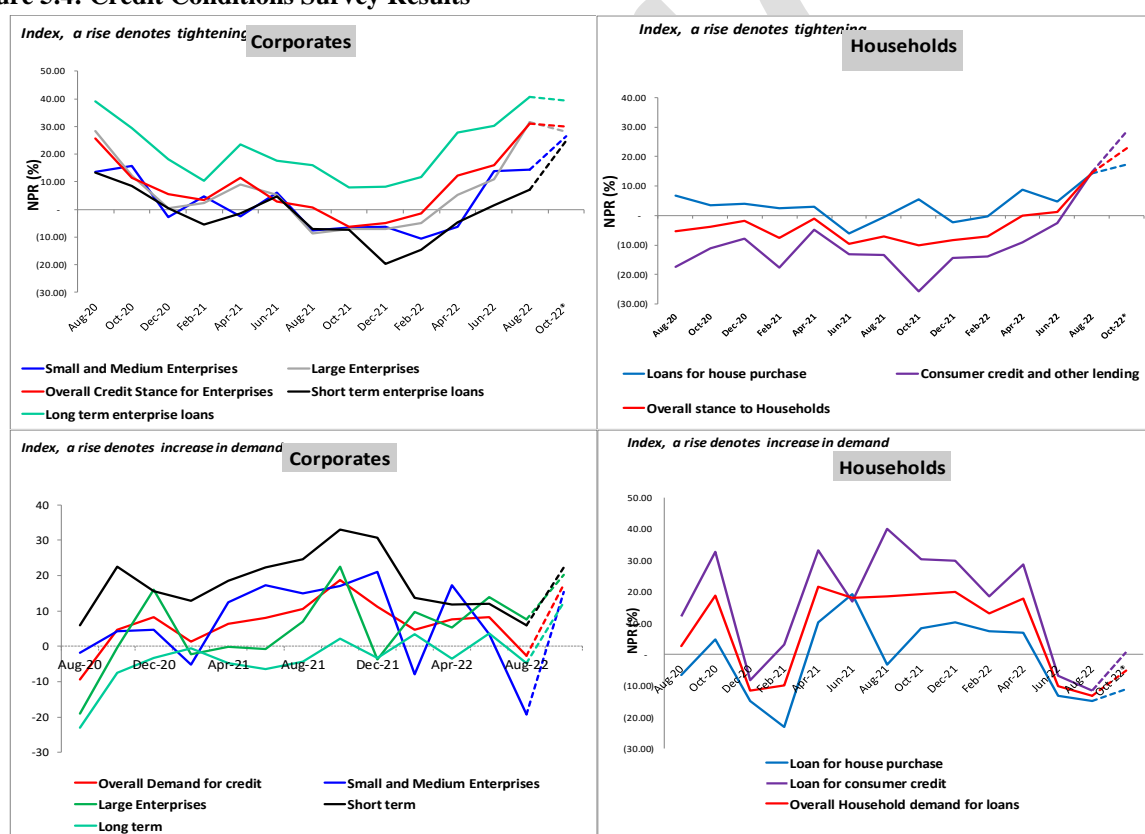 ure 5.4: Credit Conditions Survey Results
Index, a rise denotes tightening
Corporates
NPR (%)
50.00
40.00
30.00
20.00
10.00
-
(10.00)
(20.00)
(30.00)
Aug-20
Oct-20
Dec-20
Feb-21
Apr-21
Jun-21
Aug-21
Oct-21
Dec-21
Feb-22
Apr-22
Jun-22
Aug-22
Oct-22*
Small and Medium Enterprises
Large Enterprises
Overall Credit Stance for Enterprises
Short term enterprise loans
Long term enterprise loans
Index, a rise denotes tightening
Households
NPR (%)
40.00
30.00
20.00
10.00
-
(10.00)
(20.00)
(30.00)
Aug-20
Oct-20
Dec-20
Feb-21
Apr-21
Jun-21
Aug-21
Oct-21
Dec-21
Feb-22
Apr-22
Jun-22
Aug-22
Oct-22*
Loans for house purchase
Consumer credit and other lending
Overall stance to Households
Index, a rise denotes increase in demand
Corporates
40
30
20
10
0
-10
-20
-30
Aug-20
Dec-20
Apr-21
Aug-21
Dec-21
Apr-22
Aug-22
Overall Demand for credit
Small and Medium Enterprises
Large Enterprises
Short term
Long term
Index, a rise denotes increase in demand
Households
NPR (%)
50.00
40.00
30.00
20.00
10.00
-
(10.00)
(20.00)
(30.00)
Aug-20
Oct-20
Dec-20
Feb-21
Apr-21
Jun-21
Aug-21
Oct-21
Dec-21
Feb-22
Apr-22
Jun-22
Aug-22
Oct-22*
Loan for house purchase
Loan for consumer credit
Overall Household demand for loans